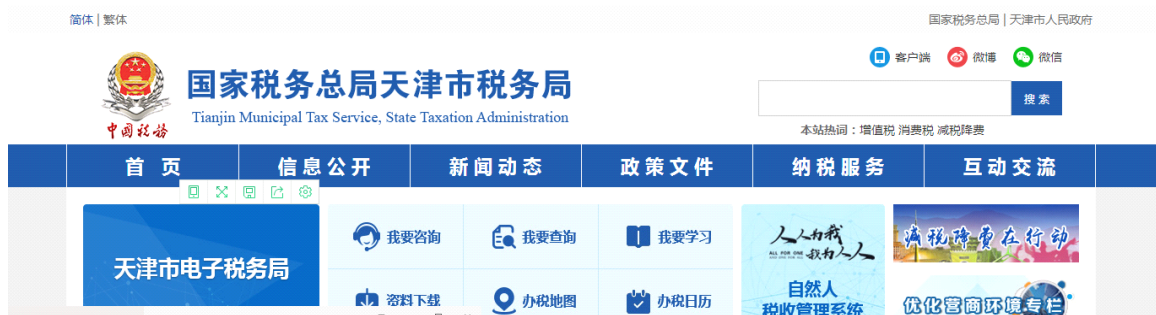 简体 | 繁体
国家税务总局 | 天津市人民政府
客户端 微博 微信
中国税务
国家税务总局天津市税务局
Tianjin Municipal Tax Service, State Taxation Administration
搜 索
本站热词：增值税 消费税 减税降费
首 页 信息公开 新闻动态 政策文件 纳税服务 互动交流
天津市电子税务局
我要咨询 我要查询 我要学习
资料下载 办税地图 办税日历
人人为我
ALL FOR ONE
我为人人
自然人
税收管理系统
减税降费在行动
优化营商环境专栏